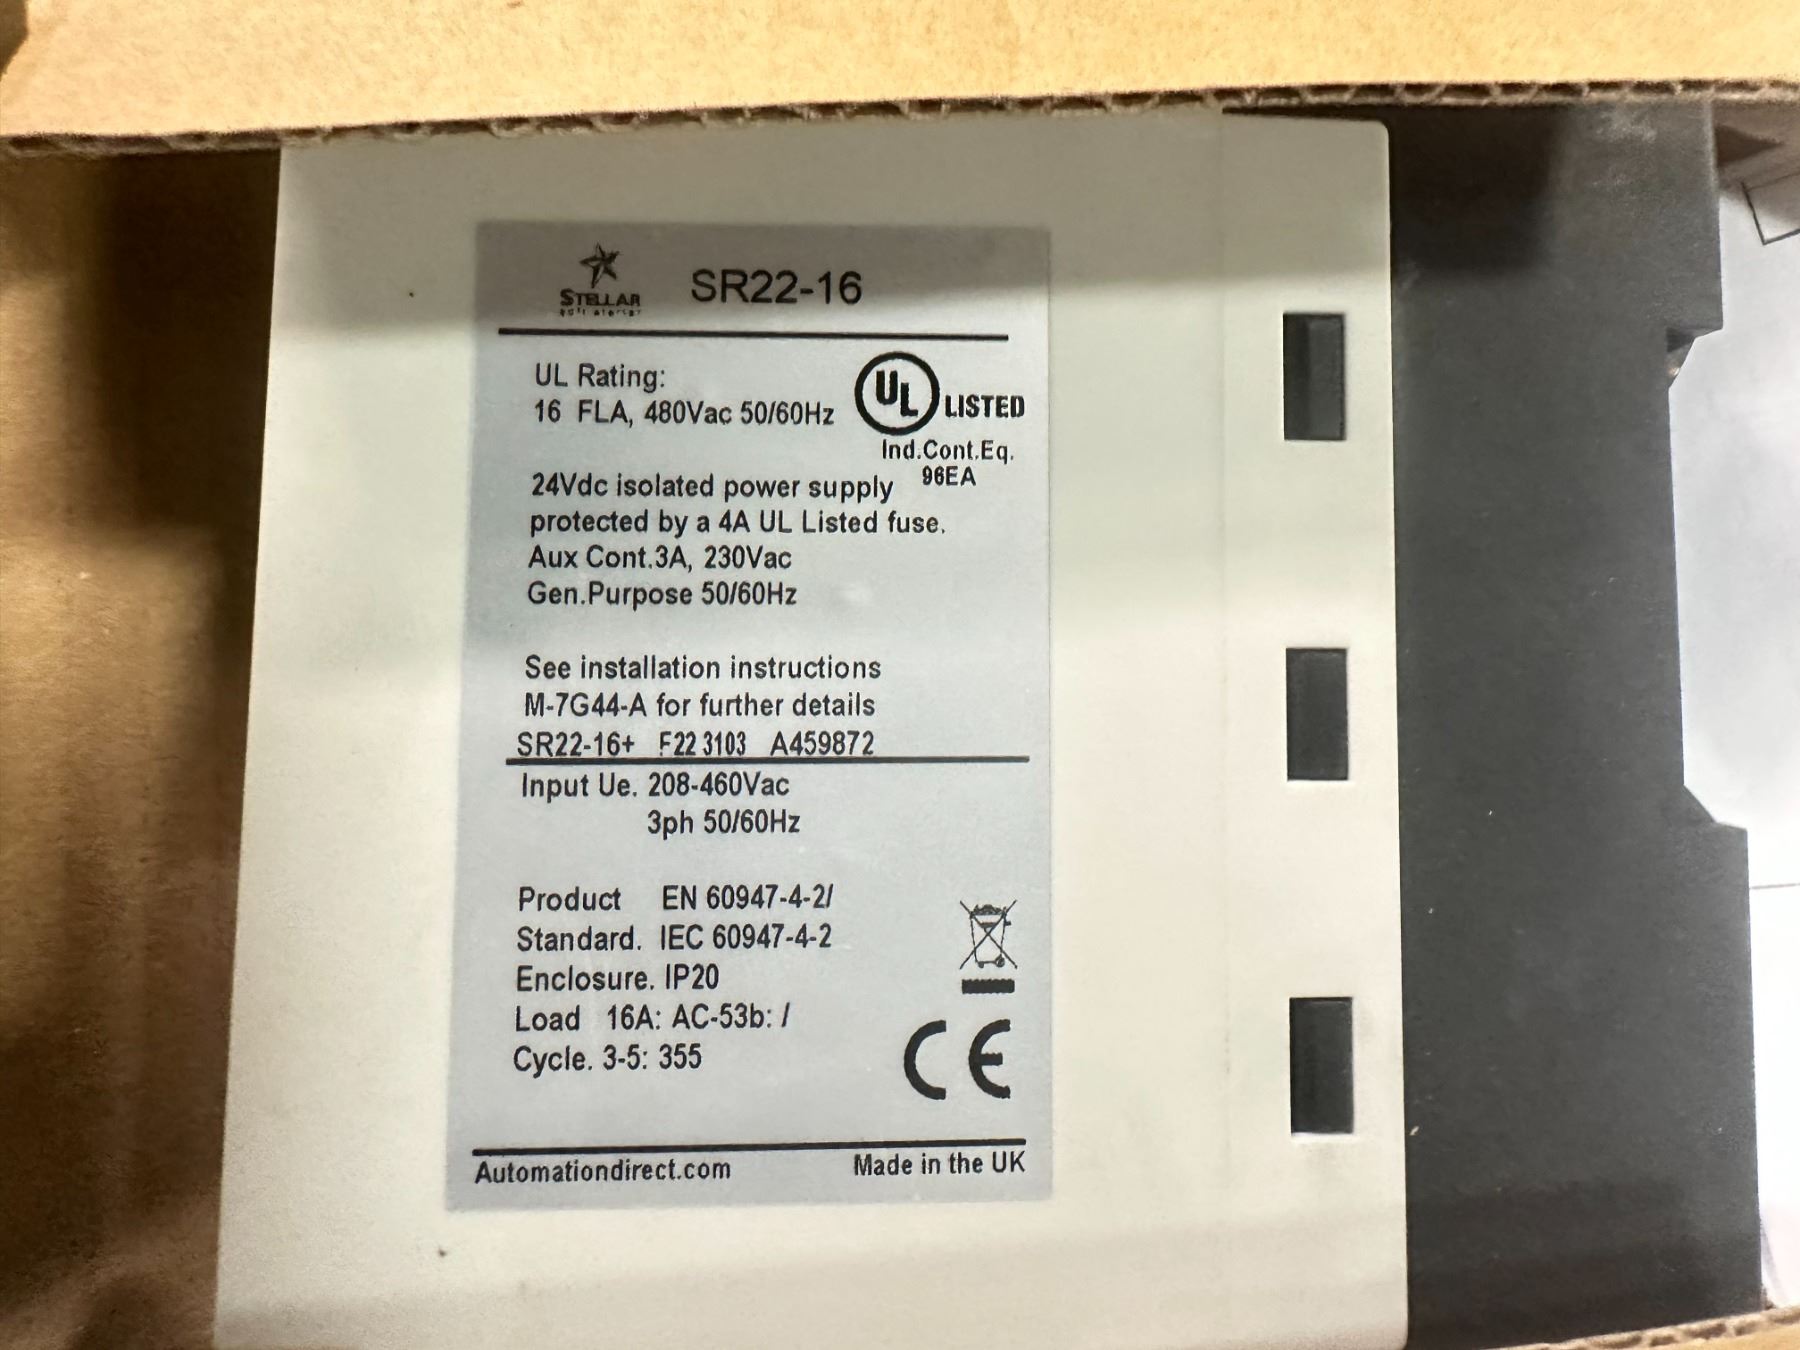 STELLAR
soft starter
SR22-16
UL Rating:
16 FLA, 480Vac 50/60Hz
UL LISTED
Ind.Cont.Eq.
96EA
24Vdc isolated power supply
protected by a 4A UL Listed fuse.
Aux Cont.3A, 230Vac
Gen.Purpose 50/60Hz
See installation instructions
M-7G44-A for further details
SR22-16+ F22 3103 A459872
Input Ue. 208-460Vac
3ph 50/60Hz
Product EN 60947-4-2/
Standard. IEC 60947-4-2
Enclosure. IP20
Load 16A: AC-53b: /
Cycle. 3-5: 355
CE
Automationdirect.com
Made in the UK